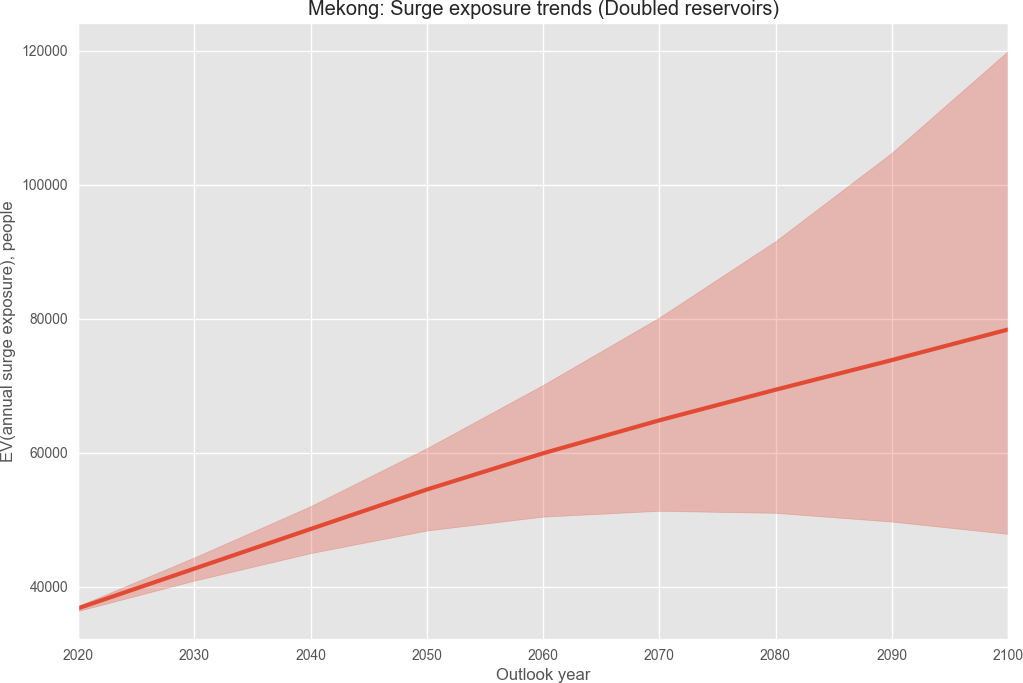 Mekong: Surge exposure trends (Doubled reservoirs)
EV(annual surge exposure), people
120000
100000
80000
60000
40000
2020 2030 2040 2050 2060 2070 2080 2090 2100
Outlook year